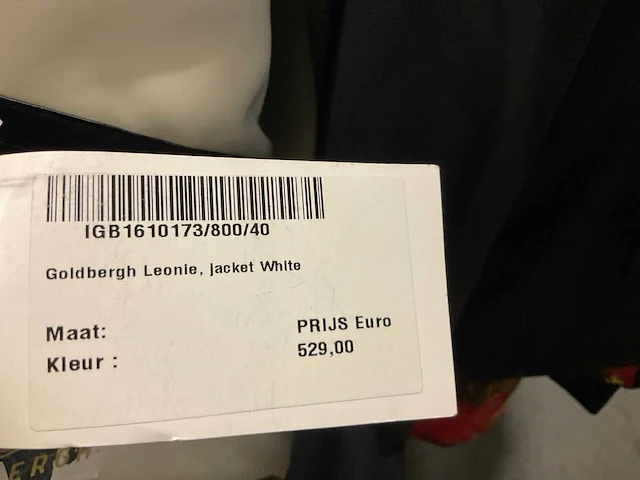 IGB1610173/800/40
Goldbergh Leonie, jacket White
Maat:
PRIJS Euro
Kleur :
529,00